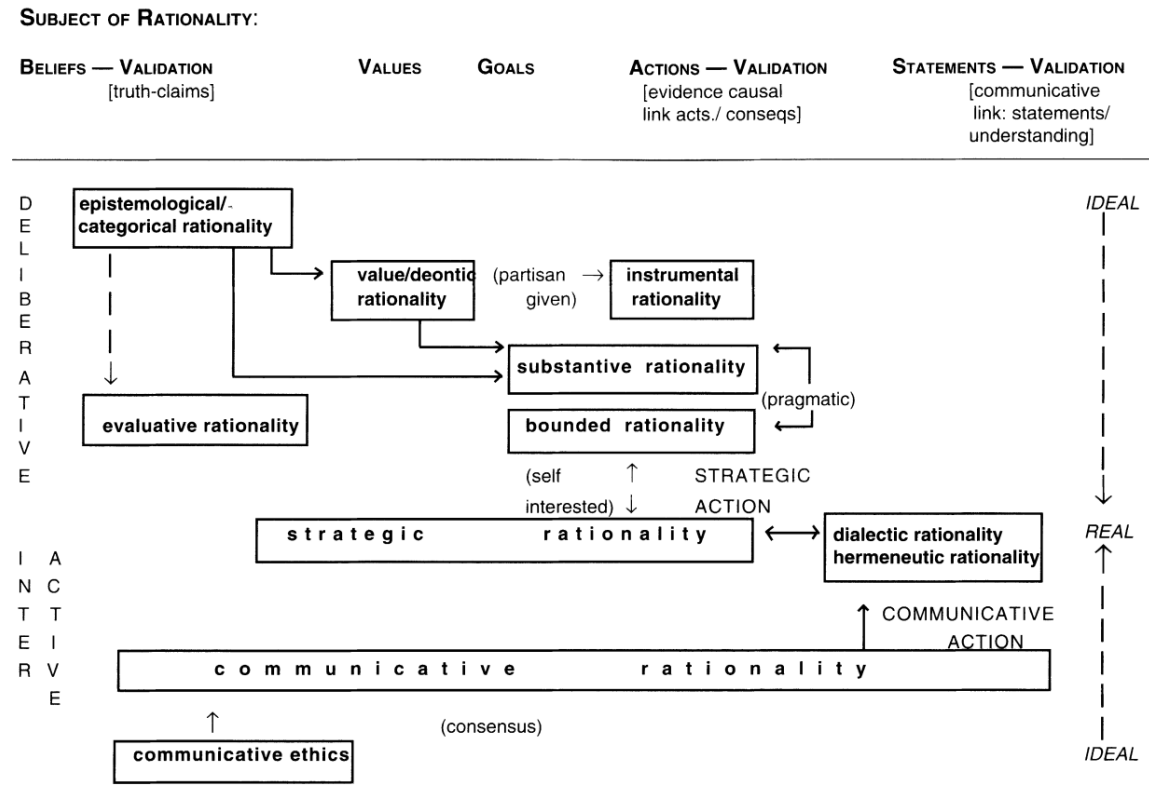 SUBJECT OF RATIONALITY:
BELIEFS — VALIDATION VALUES GOALS ACTIONS — VALIDATION STATEMENTS — VALIDATION
[truth-claims] [evidence causal [communicative
link acts./ conseqs] link: statements/
understanding]
DELIBERATIVE
epistemological/
categorical rationality
IDEAL
value/deontic (partisan instrumental
rationality given) rationality
substantive rationality
(pragmatic)
evaluative rationality
bounded rationality
(self STRATEGIC
interested) ACTION
strategic rationality
dialectic rationality
hermeneutic rationality
REAL
INTER
ACTIVE
COMMUNICATIVE
ACTION
communicative rationality
(consensus)
communicative ethics
IDEAL